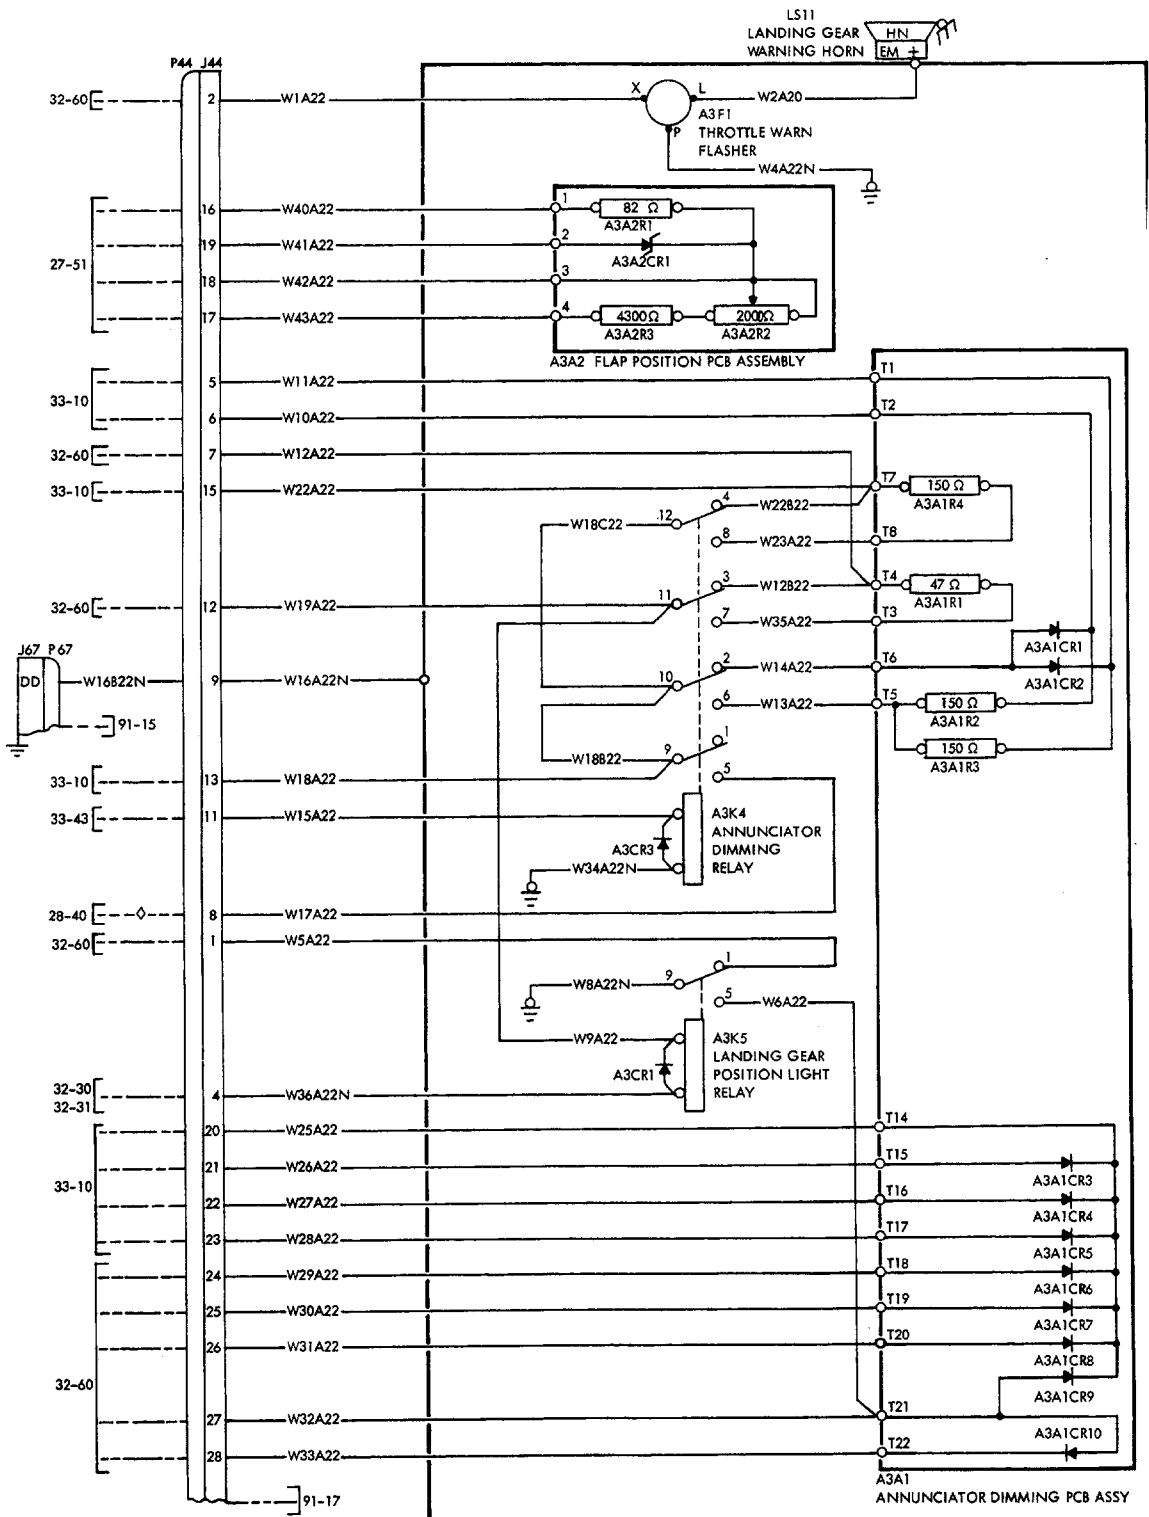 LS11
LANDING GEAR
WARNING HORN
HN
EM +
P44 J44
32-60
2
W1A22
X
L
W2A20
A3F1
P
THROTTLE WARN
FLASHER
W4A22N
16
W40A22
1
82 Ω
A3A2R1
27-51
19
W41A22
2
A3A2CR1
18
W42A22
3
17
W43A22
4
4300Ω
A3A2R3
2000Ω
A3A2R2
A3A2 FLAP POSITION PCB ASSEMBLY
33-10
5
W11A22
T1
6
W10A22
T2
32-60
7
W12A22
33-10
15
W22A22
T7
150 Ω
A3A1R4
4
W22B22
W18C22
12
8
W23A22
T8
3
W12B22
T4
47 Ω
A3A1R1
32-60
12
W19A22
11
7
W35A22
T3
A3A1CR1
J67 P67
DD
W16B22N
9
W16A22N
10
2
W14A22
T6
A3A1CR2
6
W13A22
T5
150 Ω
A3A1R2
91-15
150 Ω
A3A1R3
W18B22
9
1
33-10
13
W18A22
5
33-43
11
W15A22
A3K4
ANNUNCIATOR
DIMMING
RELAY
A3CR3
W34A22N
28-40
8
W17A22
32-60
1
W5A22
W8A22N
9
1
5
W6A22
W9A22
A3K5
LANDING GEAR
POSITION LIGHT
RELAY
A3CR1
32-30
32-31
4
W36A22N
33-10
20
W25A22
T14
21
W26A22
T15
A3A1CR3
22
W27A22
T16
A3A1CR4
23
W28A22
T17
A3A1CR5
32-60
24
W29A22
T18
A3A1CR6
25
W30A22
T19
A3A1CR7
26
W31A22
T20
A3A1CR8
A3A1CR9
27
W32A22
T21
A3A1CR10
28
W33A22
T22
A3A1
ANNUNCIATOR DIMMING PCB ASSY
91-17